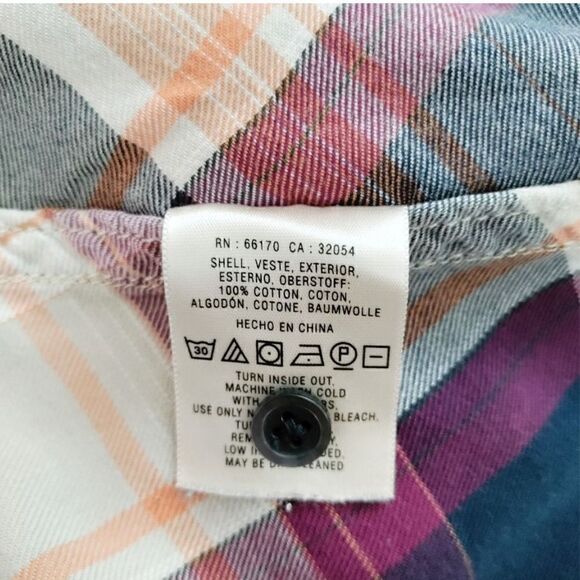 RN : 66170 CA : 32054
SHELL, VESTE, EXTERIOR,
ESTERNO, OBERSTOFF:
100% COTTON, COTON,
ALGODÓN, COTONE, BAUMWOLLE
HECHO EN CHINA
30 P
TURN INSIDE OUT.
MACHINE WASH COLD
WITH
USE ONLY BLEACH.
LOW
MAY BE CLEANED